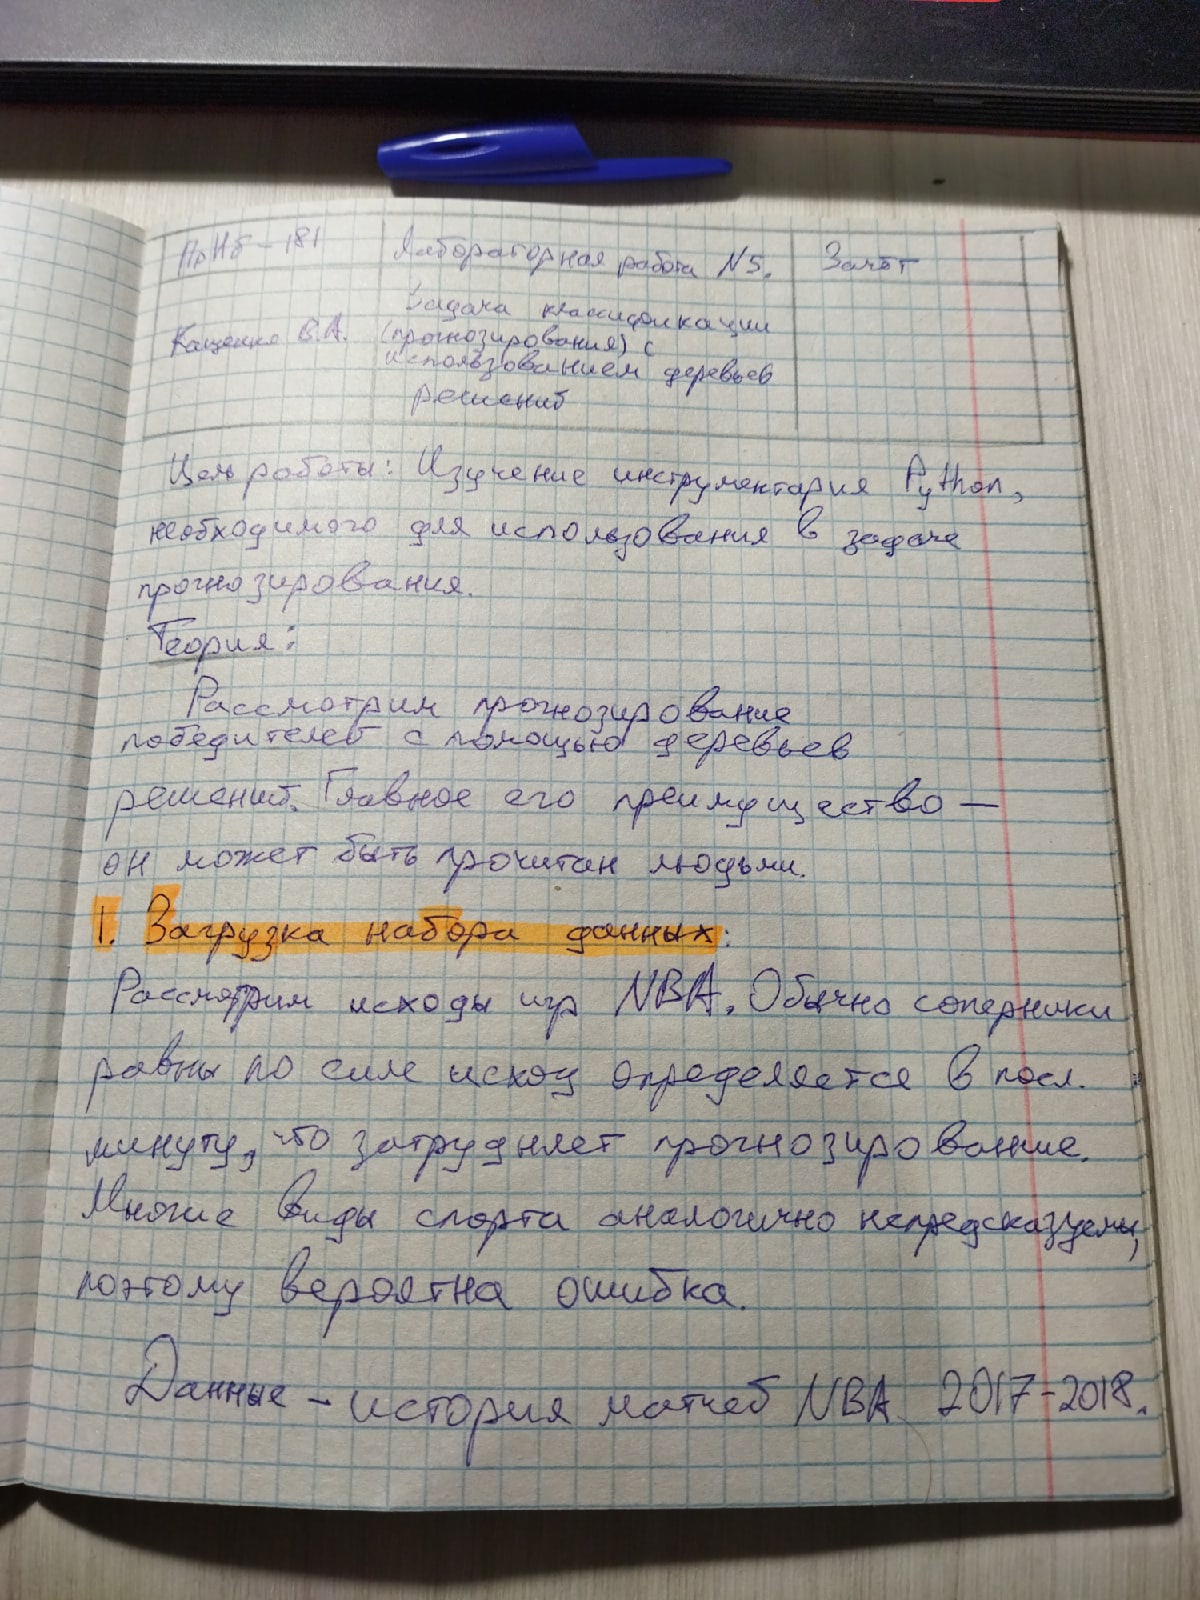 ПрИб-181
Лабораторная работа №5.
Зачёт
Кащенко В.А.
Задача классификации
(прогнозирования) с
использованием деревьев
решений
Цель работы: Изучение инструментария Python,
необходимого для использования в задаче
прогнозирования.
Теория:
Рассмотрим прогнозирование
победителей с помощью деревьев
решений. Главное его преимущество —
он может быть прочитан людьми.
1. Загрузка набора данных:
Рассмотрим исходы игр NBA. Обычно соперники
равны по силе исход определяется в посл.
минуту, что затрудняет прогнозирование.
Многие виды спорта аналогично непредсказуемы,
поэтому вероятна ошибка.
Данные - история матчей NBA 2017-2018.